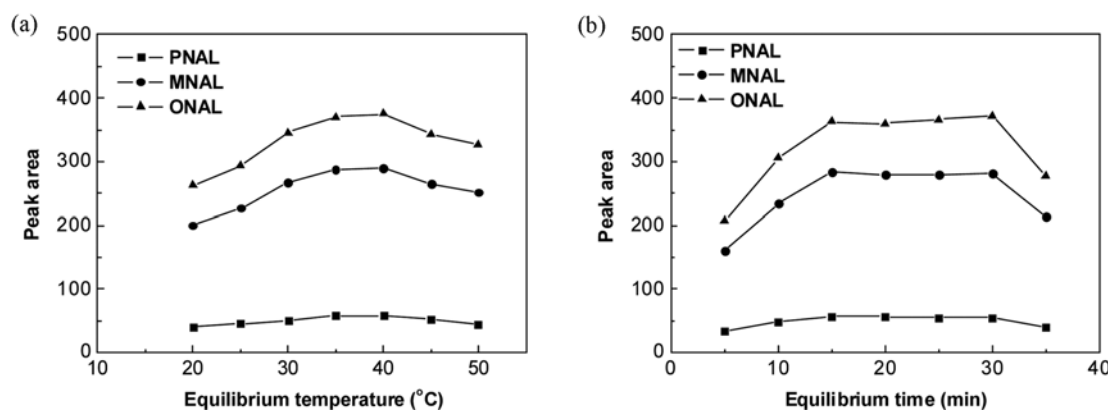 (a)
500
400
300
200
100
0
Peak area
PNAL
MNAL
ONAL
10 20 30 40 50
Equilibrium temperature (°C)
(b)
500
400
300
200
100
0
Peak area
PNAL
MNAL
ONAL
0 10 20 30 40
Equilibrium time (min)